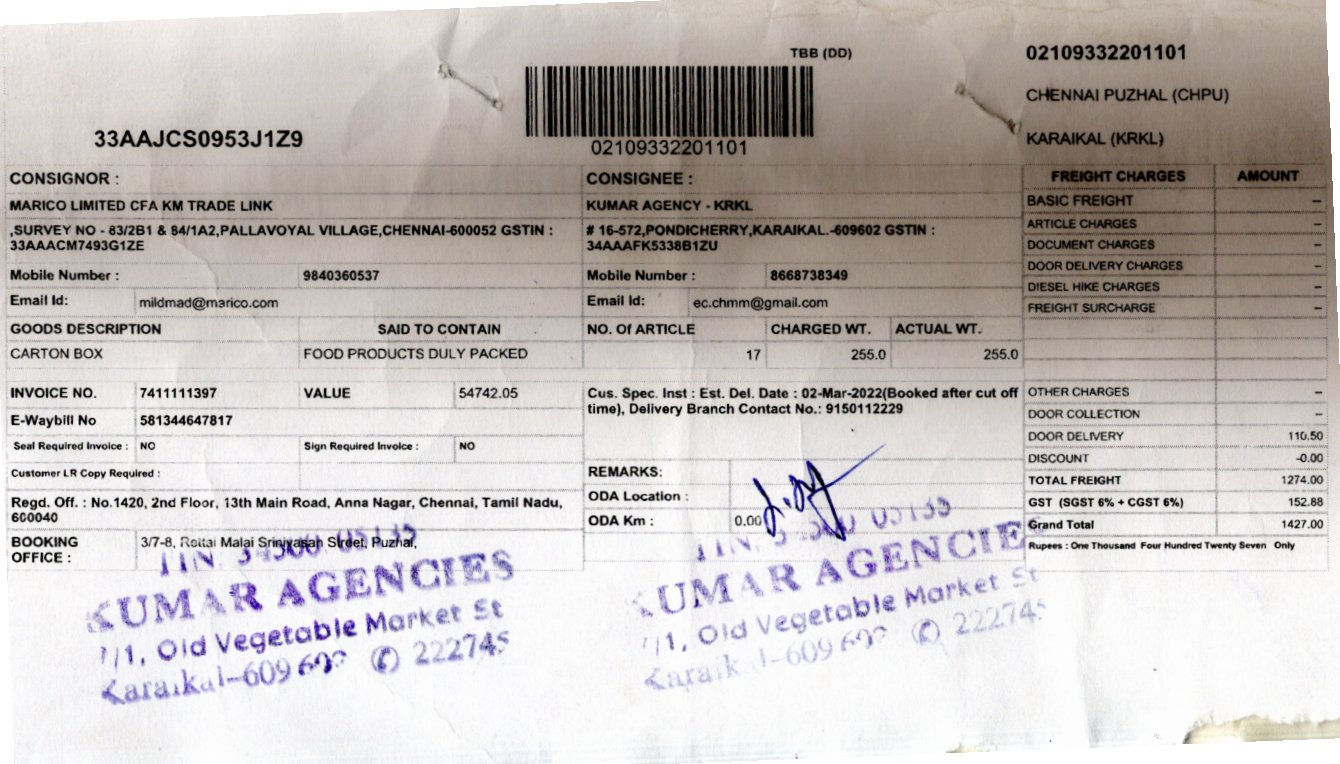 TBB (DD)
02109332201101
CHENNAI PUZHAL (CHPU)
33AAJCS0953J1Z9
02109332201101
KARAIKAL (KRKL)
CONSIGNOR : CONSIGNEE : FREIGHT CHARGES AMOUNT
MARICO LIMITED CFA KM TRADE LINK KUMAR AGENCY - KRKL BASIC FREIGHT –
,SURVEY NO - 83/2B1 & 84/1A2,PALLAVOYAL VILLAGE,CHENNAI-600052 GSTIN : # 16-572,PONDICHERRY,KARAIKAL.-609602 GSTIN : ARTICLE CHARGES –
33AAACM7493G1ZE 34AAAFK5338B1ZU DOCUMENT CHARGES –
DOOR DELIVERY CHARGES –
Mobile Number : 9840360537 Mobile Number : 8668738349
DIESEL HIKE CHARGES –
Email Id: mildmad@marico.com Email Id: ec.chmm@gmail.com FREIGHT SURCHARGE –
GOODS DESCRIPTION SAID TO CONTAIN NO. Of ARTICLE CHARGED WT. ACTUAL WT.
CARTON BOX FOOD PRODUCTS DULY PACKED 17 255.0 255.0
INVOICE NO. 7411111397 VALUE 54742.05 Cus. Spec. Inst : Est. Del. Date : 02-Mar-2022(Booked after cut off OTHER CHARGES –
time), Delivery Branch Contact No.: 9150112229 DOOR COLLECTION –
E-Waybill No 581344647817
DOOR DELIVERY 110.50
Seal Required Invoice : NO Sign Required Invoice : NO
DISCOUNT -0.00
Customer LR Copy Required : REMARKS: TOTAL FREIGHT 1274.00
Regd. Off. : No.1420, 2nd Floor, 13th Main Road, Anna Nagar, Chennai, Tamil Nadu, ODA Location : GST (SGST 6% + CGST 6%) 152.88
600040
ODA Km : 0.00 Grand Total 1427.00
BOOKING 3/7-8, Rettai Malai Srinivasan Street, Puzhal, Rupees : One Thousand Four Hundred Twenty Seven Only
OFFICE :
KUMAR AGENCIES
Old Vegetable Market St
Karaikal-609 222745
AGENCIE
Old Vegetable Market St